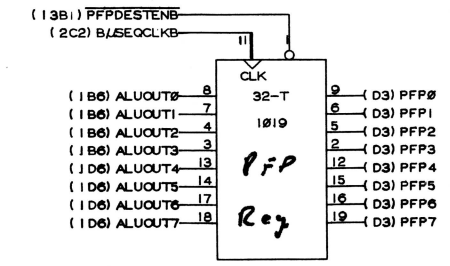 (13B1) PFPDESTENB
(2C2) BµSEQCLKB
11 1
CLK
(1B6) ALUOUT0 8 32-T 9 (D3) PFP0
(1B6) ALUOUT1 7 1019 6 (D3) PFP1
(1B6) ALUOUT2 4 5 (D3) PFP2
(1B6) ALUOUT3 3 2 (D3) PFP3
(1D6) ALUOUT4 13 PFP 12 (D3) PFP4
(1D6) ALUOUT5 14 15 (D3) PFP5
(1D6) ALUOUT6 17 Reg 16 (D3) PFP6
(1D6) ALUOUT7 18 19 (D3) PFP7